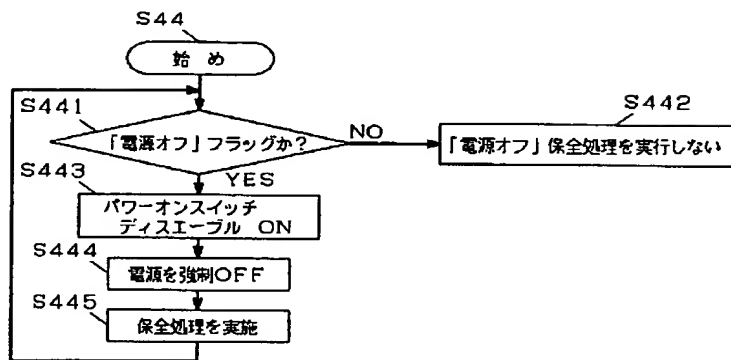 S44
始め
S441
「電源オフ」フラッグか?
NO
S442
「電源オフ」保全処理を実行しない
YES
S443
パワーオンスイッチ
ディスエーブル ON
S444
電源を強制OFF
S445
保全処理を実施